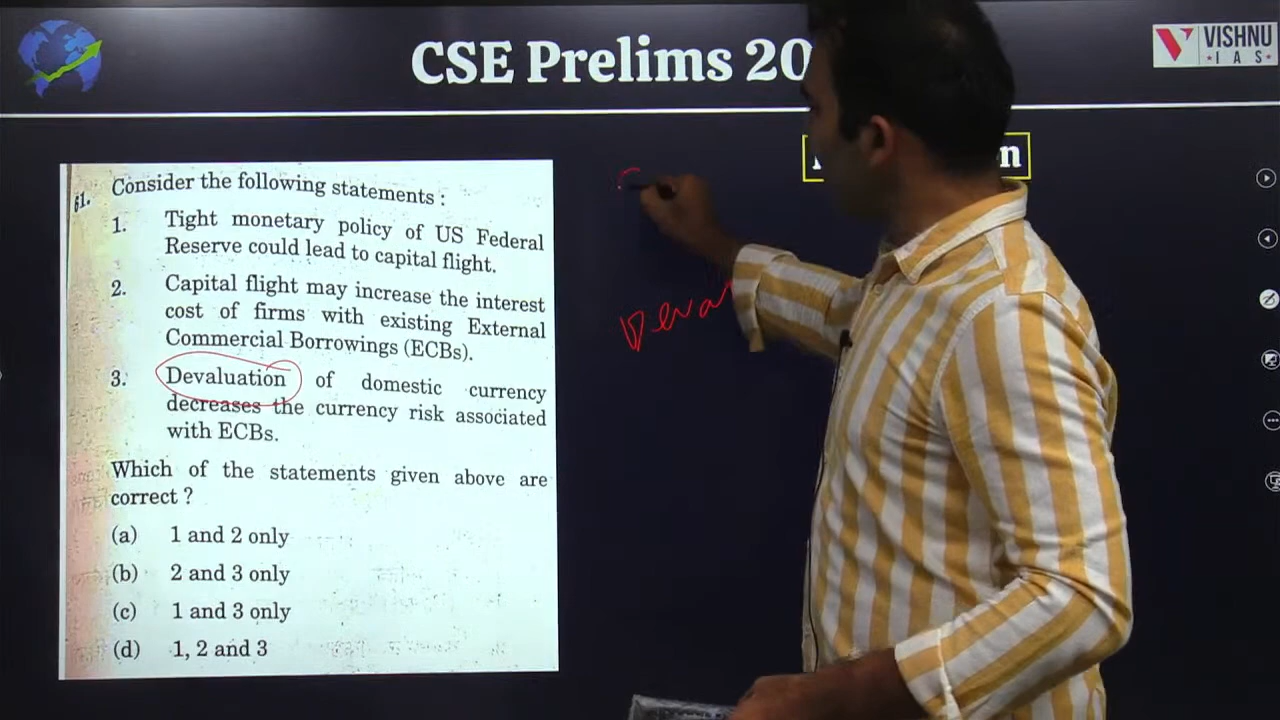 CSE Prelims 20
VISHNU
IAS
n
61. Consider the following statements :
1. Tight monetary policy of US Federal
Reserve could lead to capital flight.
2. Capital flight may increase the interest
cost of firms with existing External
Commercial Borrowings (ECBs).
3. Devaluation of domestic currency
decreases the currency risk associated
with ECBs.
Which of the statements given above are
correct ?
(a) 1 and 2 only
(b) 2 and 3 only
(c) 1 and 3 only
(d) 1, 2 and 3